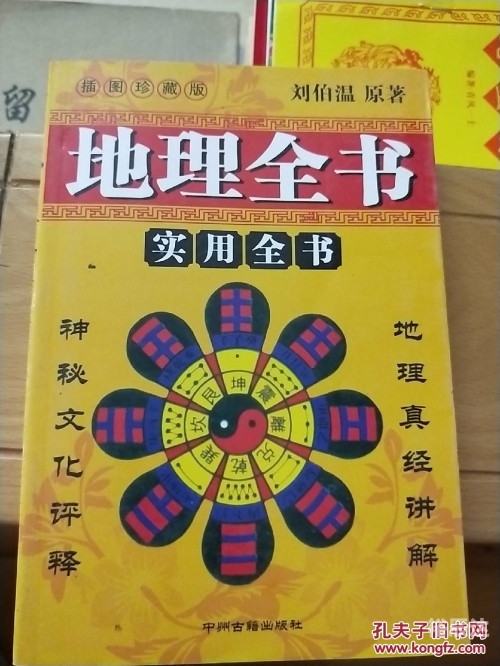 留
插图珍藏版
刘伯温 原著
地理全书
实用全书
神秘文化评释
地理真经讲解
坤
震
離
兑
乾
巽
坎
艮
中州古籍出版社
孔夫子旧书网
www.kongfz.com